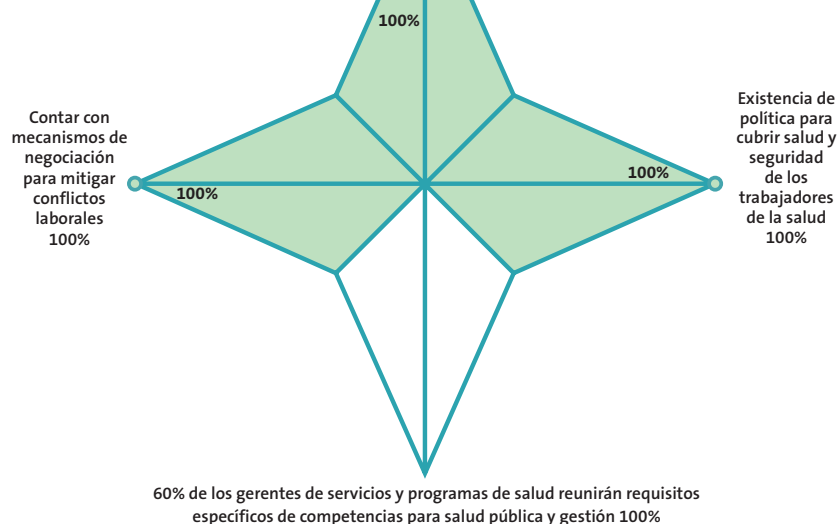 100%
Contar con
mecanismos de
negociación
para mitigar
conflictos
laborales
100%
100%
100%
Existencia de
política para
cubrir salud y
seguridad
de los
trabajadores
de la salud
100%
60% de los gerentes de servicios y programas de salud reunirán requisitos
específicos de competencias para salud pública y gestión 100%